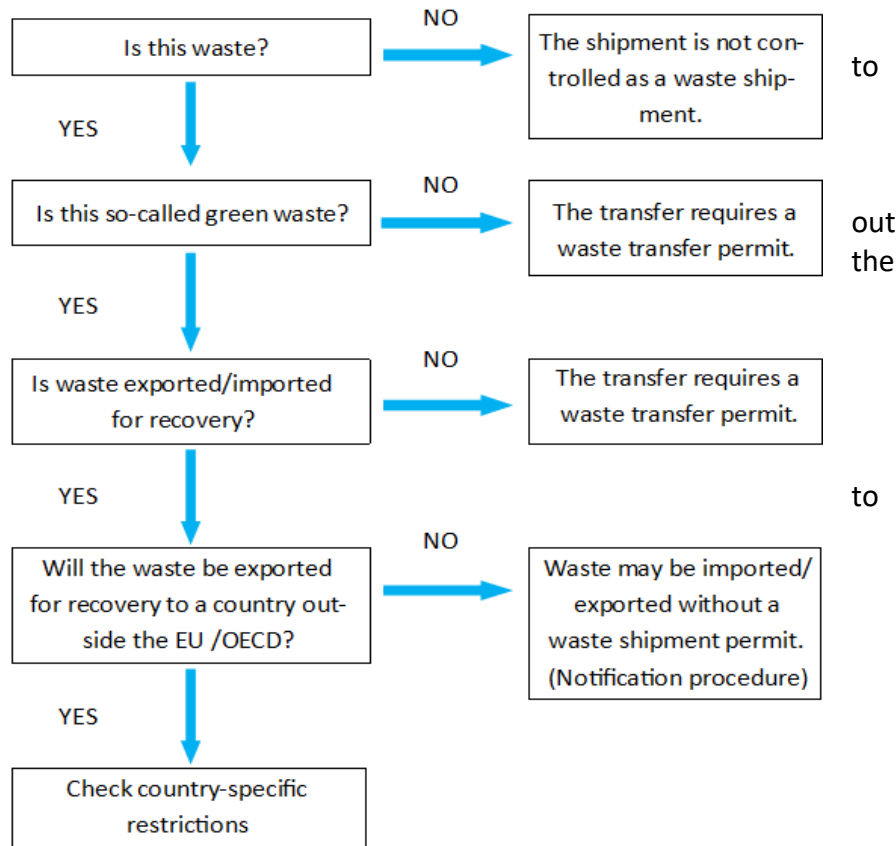 NO
Is this waste?
The shipment is not con-
trolled as a waste ship-
ment.
to
YES
NO
Is this so-called green waste?
The transfer requires a
waste transfer permit.
out
the
YES
NO
Is waste exported/imported
for recovery?
The transfer requires a
waste transfer permit.
YES
to
NO
Will the waste be exported
for recovery to a country out-
side the EU /OECD?
Waste may be imported/
exported without a
waste shipment permit.
(Notification procedure)
YES
Check country-specific
restrictions